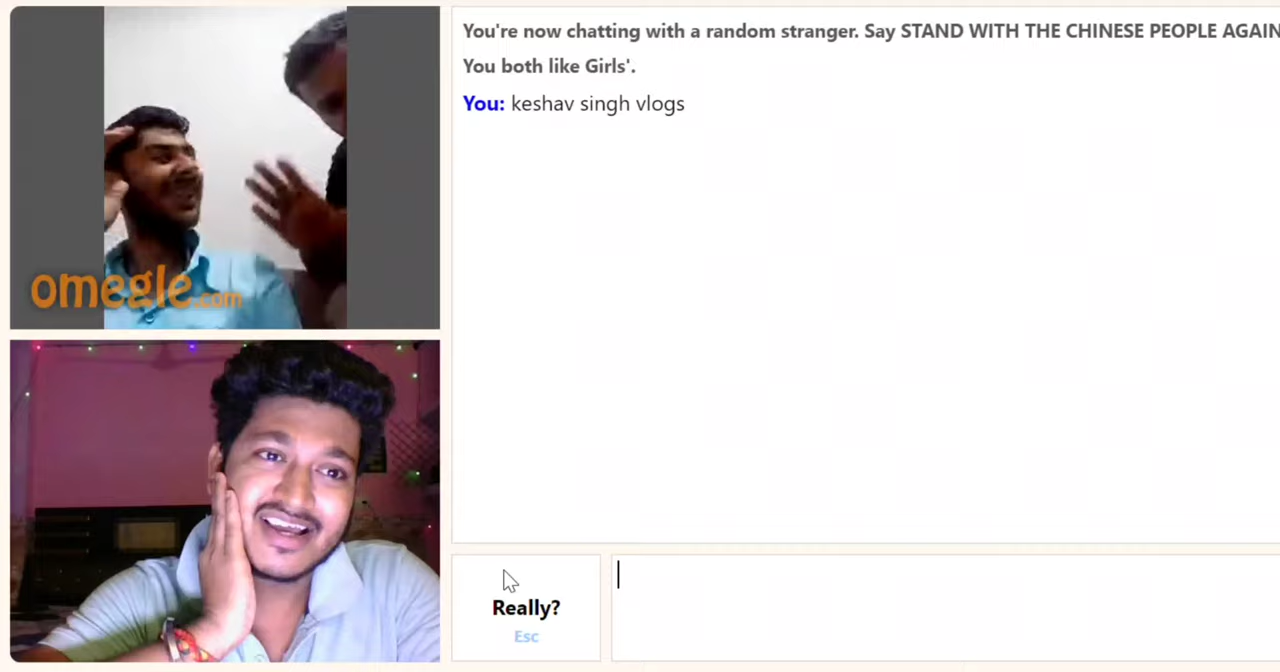 You're now chatting with a random stranger. Say STAND WITH THE CHINESE PEOPLE
You both like Girls'.
You: keshav singh vlogs
omegle.com
Really?
Esc